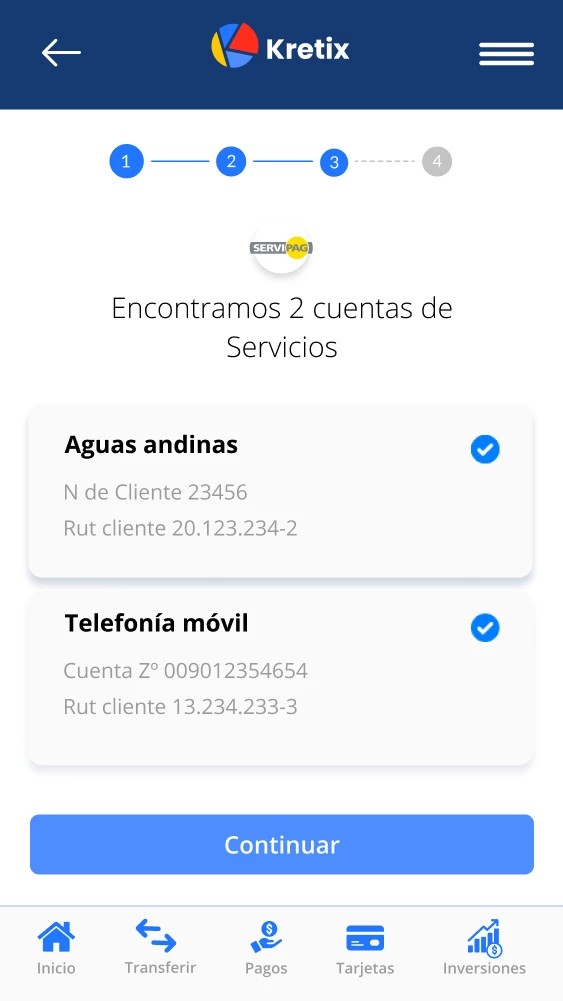 Kretix
1 2 3 4
SERVIPAG
Encontramos 2 cuentas de
Servicios
Aguas andinas
N de Cliente 23456
Rut cliente 20.123.234-2
Telefonía móvil
Cuenta Zº 009012354654
Rut cliente 13.234.233-3
Continuar
Inicio Transferir Pagos Tarjetas Inversiones